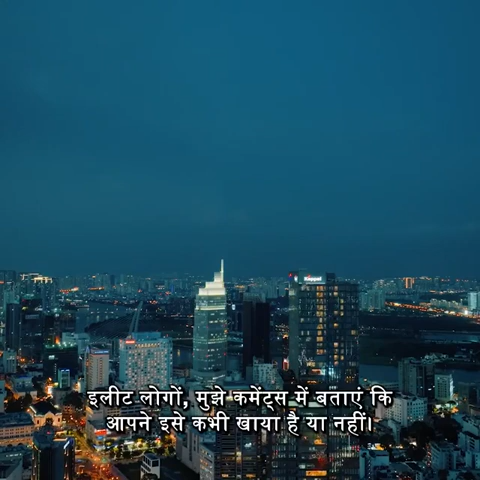 इलीट लोगों, मुझे कमेंट्स में बताएं कि
आपने इसे कभी खाया है या नहीं।